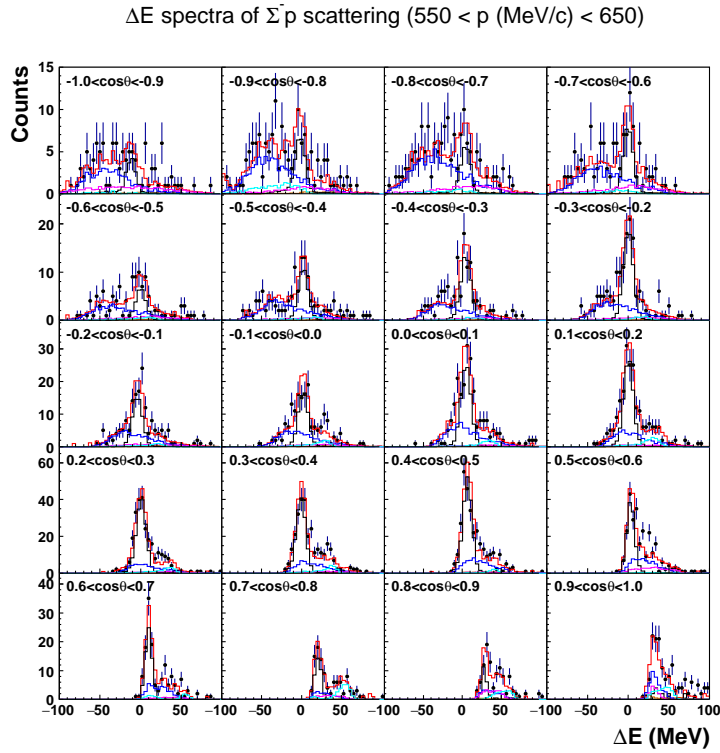 ΔE spectra of Σ⁻p scattering (550 < p (MeV/c) < 650)
Counts
15
10
5
0
-1.0<cosθ<-0.9
-0.9<cosθ<-0.8
-0.8<cosθ<-0.7
-0.7<cosθ<-0.6
20
10
0
-0.6<cosθ<-0.5
-0.5<cosθ<-0.4
-0.4<cosθ<-0.3
-0.3<cosθ<-0.2
30
20
10
0
-0.2<cosθ<-0.1
-0.1<cosθ<0.0
0.0<cosθ<0.1
0.1<cosθ<0.2
60
40
20
0
0.2<cosθ<0.3
0.3<cosθ<0.4
0.4<cosθ<0.5
0.5<cosθ<0.6
40
30
20
10
0
0.6<cosθ<0.7
0.7<cosθ<0.8
0.8<cosθ<0.9
0.9<cosθ<1.0
−100 −50 0 50 −100 −50 0 50 −100 −50 0 50 −100 −50 0 50 100
ΔE (MeV)